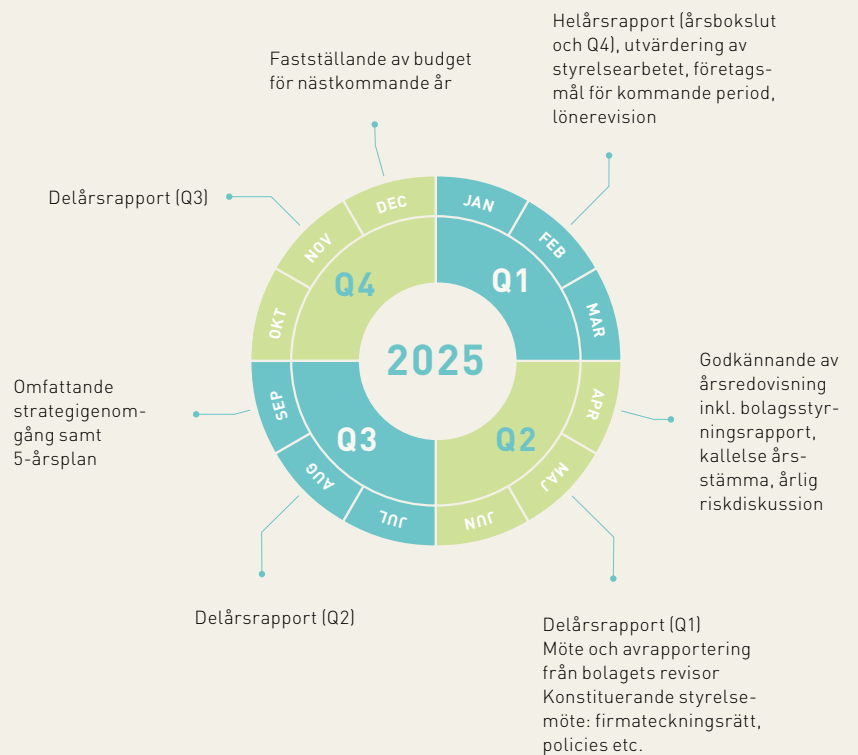 Helårsrapport (årsbokslut
och Q4), utvärdering av
styrelsearbetet, företags-
mål för kommande period,
lönerevision
Fastställande av budget
för nästkommande år
Delårsrapport (Q3)
DEC
JAN
NOV
FEB
OKT
MAR
Q4
Q1
2025
Q3
Q2
SEP
APR
AUG
MAJ
JUL
JUN
Omfattande
strategigenom-
gång samt
5-årsplan
Godkännande av
årsredovisning
inkl. bolagsstyr-
ningsrapport,
kallelse års-
stämma, årlig
riskdiskussion
Delårsrapport (Q2)
Delårsrapport (Q1)
Möte och avrapportering
från bolagets revisor
Konstituerande styrelse-
möte: firmateckningsrätt,
policies etc.